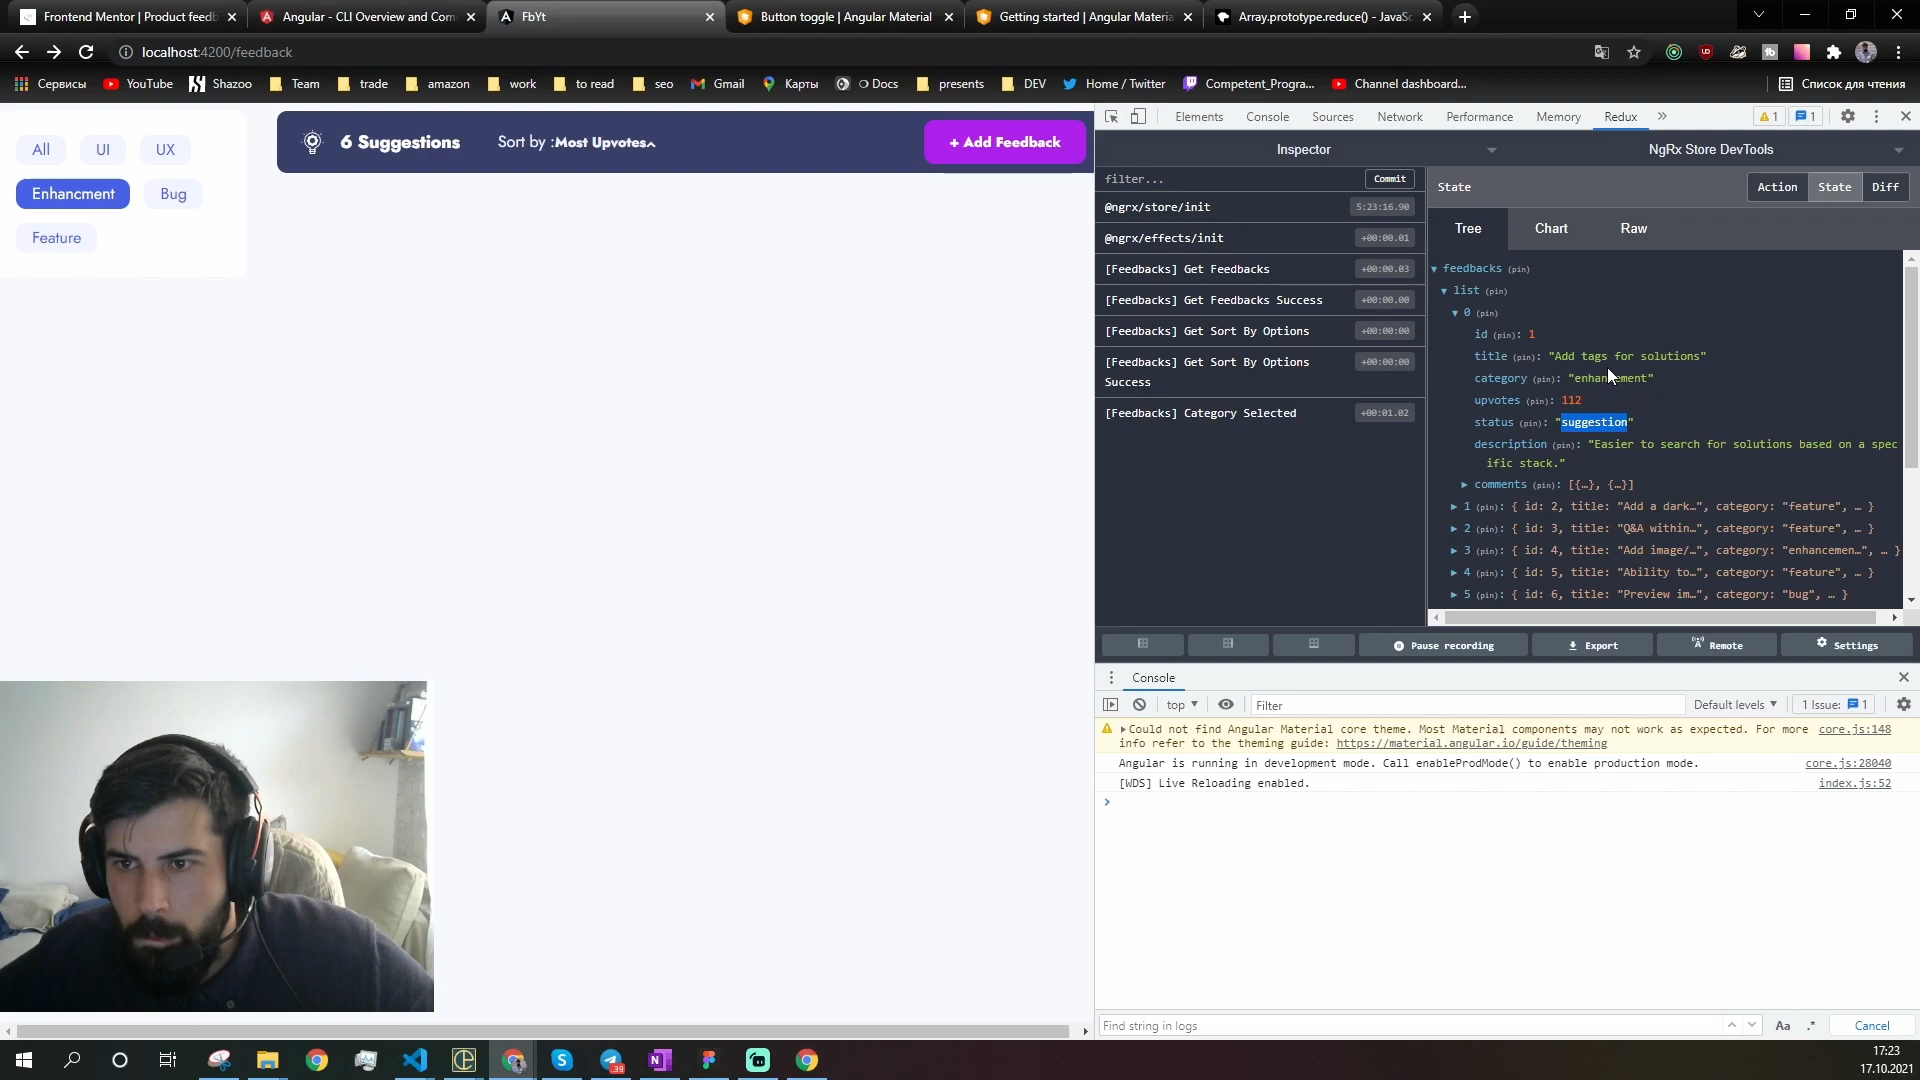 Frontend Mentor | Product feedb
Angular - CLI Overview and Com
FbYt
Button toggle | Angular Material
Getting started | Angular Materia
Array.prototype.reduce() - JavaSc
localhost:4200/feedback
Сервисы
YouTube
Shazoo
Team
trade
amazon
work
to read
seo
Gmail
Карты
O Docs
presents
DEV
Home / Twitter
Competent_Progra...
Channel dashboard...
Список для чтения
All
UI
UX
Enhancment
Bug
Feature
6 Suggestions
Sort by :Most Upvotes
+ Add Feedback
Elements
Console
Sources
Network
Performance
Memory
Redux
1
1
Inspector
NgRx Store DevTools
filter...
Commit
@ngrx/store/init
5:23:16.90
@ngrx/effects/init
+00:00.01
[Feedbacks] Get Feedbacks
+00:00.03
[Feedbacks] Get Feedbacks Success
+00:00.00
[Feedbacks] Get Sort By Options
+00:00:00
[Feedbacks] Get Sort By Options
Success
+00:00:00
[Feedbacks] Category Selected
+00:01.02
State
Action
State
Diff
Tree
Chart
Raw
feedbacks (pin)
list (pin)
0 (pin)
id (pin): 1
title (pin): "Add tags for solutions"
category (pin): "enhancement"
upvotes (pin): 112
status (pin): "suggestion"
description (pin): "Easier to search for solutions based on a spec
ific stack."
comments (pin): [{…}, {…}]
1 (pin): { id: 2, title: "Add a dark…", category: "feature", … }
2 (pin): { id: 3, title: "Q&A within…", category: "feature", … }
3 (pin): { id: 4, title: "Add image/…", category: "enhancemen…", … }
4 (pin): { id: 5, title: "Ability to…", category: "feature", … }
5 (pin): { id: 6, title: "Preview im…", category: "bug", … }
Pause recording
Export
Remote
Settings
Console
top
Filter
Default levels
1 Issue:
1
Could not find Angular Material core theme. Most Material components may not work as expected. For more
core.js:148
info refer to the theming guide: https://material.angular.io/guide/theming
Angular is running in development mode. Call enableProdMode() to enable production mode.
core.js:28040
[WDS] Live Reloading enabled.
index.js:52
Find string in logs
Aa
.*
Cancel
39
17:23
17.10.2021